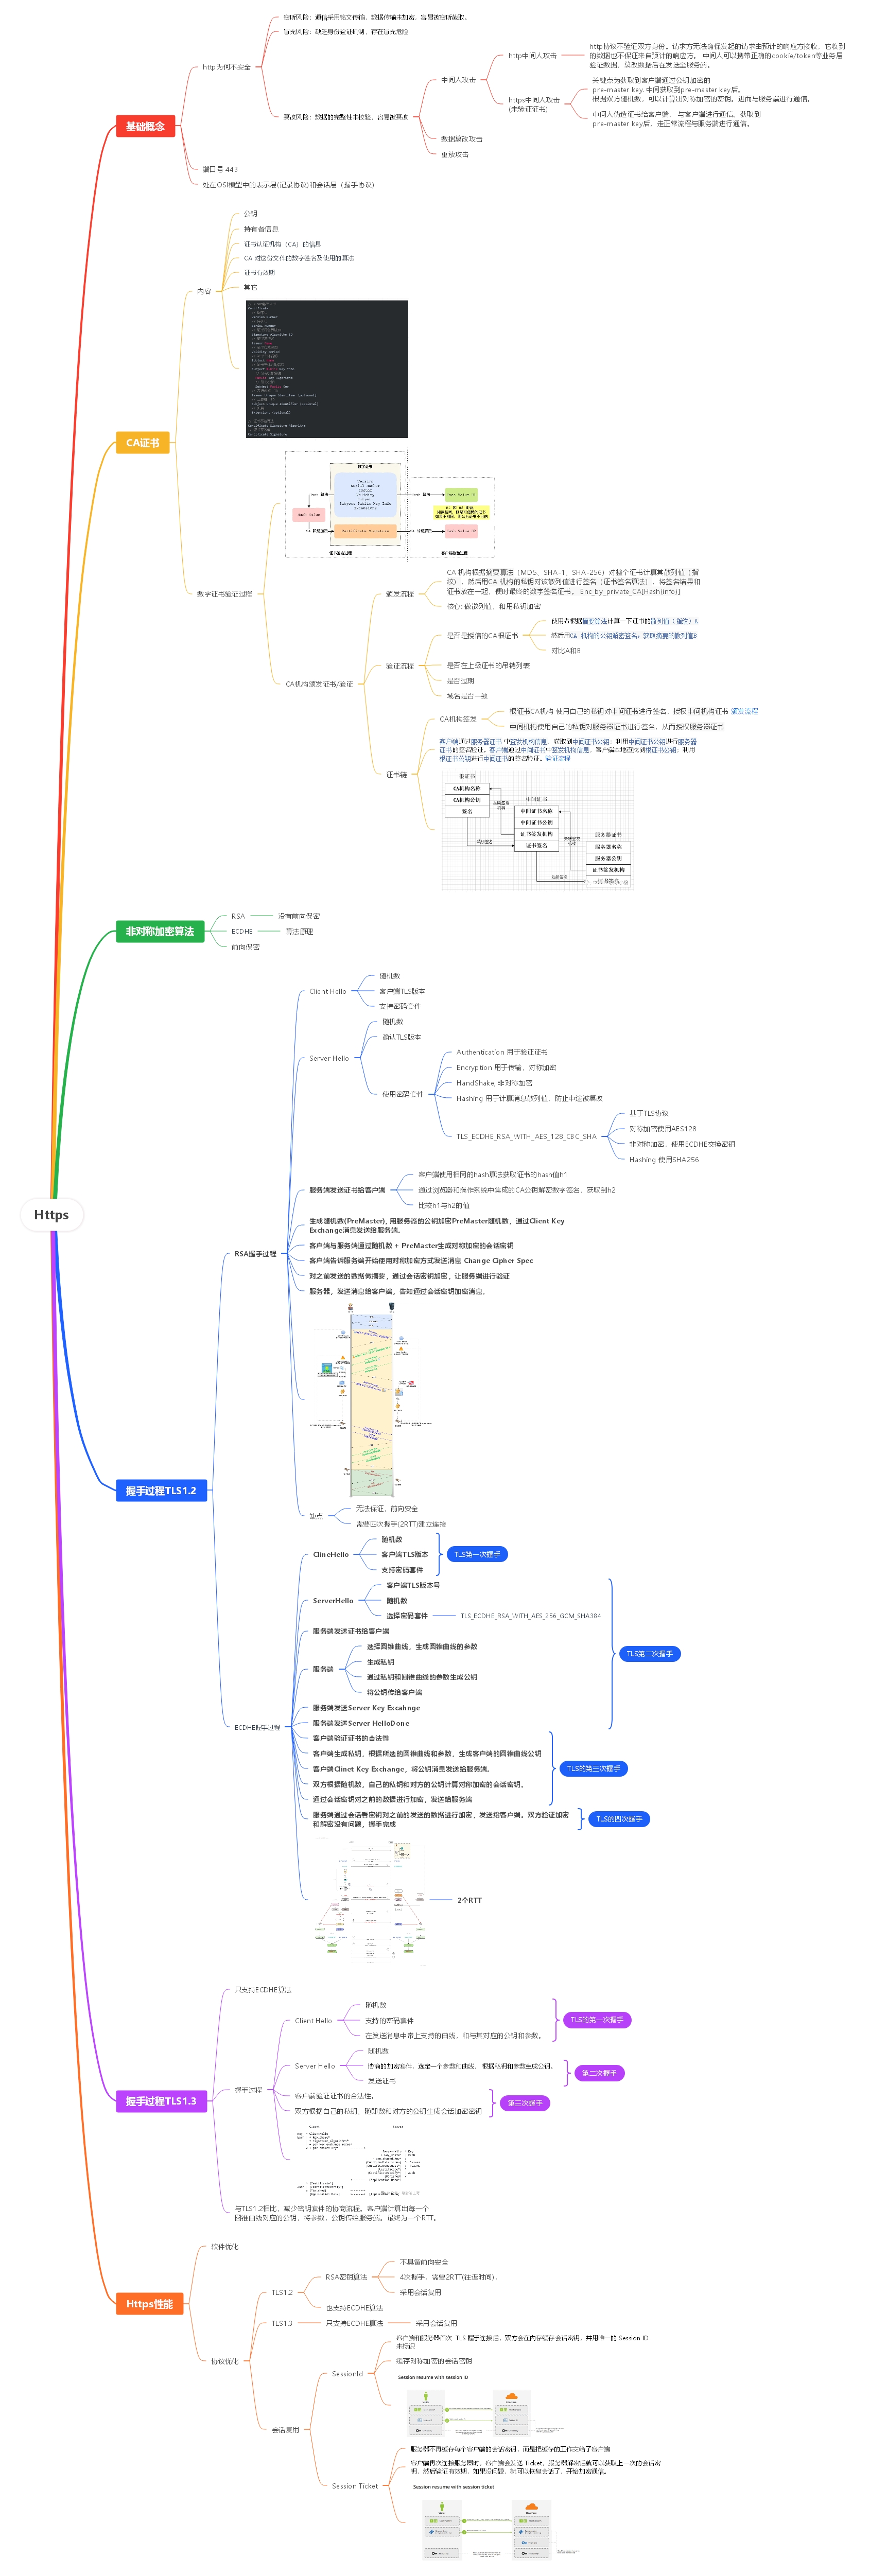 Https
基础概念
http为何不安全
窃听风险：通信采用明文传输，数据传输未加密，容易被窃听截取。
冒充风险：缺乏身份验证机制，存在冒充危险
篡改风险：数据的完整性未校验，容易被篡改
中间人攻击
http中间人攻击
http协议不验证双方身份。请求方无法确保发起的请求由预计的响应方接收，它收到
的数据也不保证来自预计的响应方。 中间人可以携带正确的cookie/token等业务层
验证数据，篡改数据后在发送至服务端。
https中间人攻击
(未验证证书)
关键点为获取到客户端通过公钥加密的
pre-master key. 中间获取到pre-master key后。
根据双方随机数，可以计算出对称加密的密钥。进而与服务端进行通信。
中间人伪造证书给客户端， 与客户端进行通信。获取到
pre-master key后，走正常流程与服务端进行通信。
数据篡改攻击
重放攻击
端口号 443
处在OSI模型中的表示层(记录协议)和会话层（握手协议）
CA证书
内容
公钥
持有者信息
证书认证机构（CA）的信息
CA 对这份文件的数字签名及使用的算法
证书有效期
其它
数字证书验证过程
CA机构颁发证书/验证
颁发流程
CA 机构根据摘要算法（MD5、SHA-1、SHA-256）对整个证书计算其散列值（指
纹），然后用CA 机构的私钥对该散列值进行签名（证书签名算法），将签名结果和
证书放在一起，使时最终的数字签名证书。 Enc_by_private_CA[Hash(info)]
核心: 做散列值，和用私钥加密
验证流程
是否是授信的CA根证书
使用者根据摘要算法计算一下证书的散列值（指纹）A
然后用CA 机构的公钥解密签名，获取摘要的散列值B
对比A和B
是否在上级证书的吊销列表
是否过期
域名是否一致
证书链
CA机构签发
根证书CA机构 使用自己的私钥对中间证书进行签名，授权中间机构证书 颁发流程
中间机构使用自己的私钥对服务器证书进行签名，从而授权服务器证书
客户端通过服务器证书 中签发机构信息，获取到中间证书公钥；利用中间证书公钥进行服务器
证书的签名验证。客户端通过中间证书中签发机构信息，客户端本地查找到根证书公钥；利用
根证书公钥进行中间证书的签名验证。验证流程
根证书
CA机构名称
CA机构公钥
签名
中间证书
中间证书名称
中间证书公钥
证书签发机构
证书签名
服务器证书
服务器名称
服务器公钥
证书签发机构
非对称加密算法
RSA
没有前向保密
ECDHE
算法原理
前向保密
握手过程TLS1.2
RSA握手过程
Client Hello
随机数
客户端TLS版本
支持密码套件
Server Hello
随机数
确认TLS版本
使用密码套件
Authentication 用于验证证书
Encryption 用于传输，对称加密
HandShake, 非对称加密
Hashing 用于计算消息散列值，防止中途被篡改
TLS_ECDHE_RSA_WITH_AES_128_CBC_SHA
基于TLS协议
对称加密使用AES128
非对称加密，使用ECDHE交换密钥
Hashing 使用SHA256
服务端发送证书给客户端
客户端使用相同的hash算法获取证书的hash值h1
通过浏览器和操作系统中集成的CA公钥解密数字签名，获取到h2
比较h1与h2的值
生成随机数(PreMaster), 用服务器的公钥加密PreMaster随机数，通过Client Key
Exchange消息发送给服务端。
客户端与服务端通过随机数 + PreMaster生成对称加密的会话密钥
客户端告诉服务端开始使用对称加密方式发送消息 Change Cipher Spec
对之前发送的数据做摘要，通过会话密钥加密，让服务端进行验证
服务器，发送消息给客户端，告知通过会话密钥加密消息。
缺点
无法保证，前向安全
需要四次握手(2RTT)建立连接
ECDHE握手过程
ClineHello
随机数
客户端TLS版本
支持密码套件
TLS第一次握手
ServerHello
客户端TLS版本号
随机数
选择密码套件
TLS_ECDHE_RSA_WITH_AES_256_GCM_SHA384
服务端发送证书给客户端
服务端
选择圆锥曲线，生成圆锥曲线的参数
生成私钥
通过私钥和圆锥曲线的参数生成公钥
将公钥传给客户端
服务端发送Server Key Excahnge
服务端发送Server HelloDone
TLS第二次握手
客户端验证证书的合法性
客户端生成私钥，根据所选的圆锥曲线和参数，生成客户端的圆锥曲线公钥
客户端Clinet Key Exchange，将公钥消息发送给服务端。
双方根据随机数，自己的私钥和对方的公钥计算对称加密的会话密钥。
通过会话密钥对之前的数据进行加密，发送给服务端
TLS的第三次握手
服务端通过会话吞密钥对之前的发送的数据进行加密，发送给客户端。双方验证加密
和解密没有问题，握手完成
TLS的四次握手
2个RTT
握手过程TLS1.3
只支持ECDHE算法
握手过程
Client Hello
随机数
支持的密码套件
在发送消息中带上支持的曲线，和与其对应的公钥和参数。
TLS的第一次握手
Server Hello
随机数
协商的加密套件，选定一个参数和曲线，根据私钥和参数生成公钥。
发送证书
第二次握手
客户端验证证书的合法性。
双方根据自己的私钥、随即数和对方的公钥生成会话加密密钥
第三次握手
与TLS1.2相比，减少密钥套件的协商流程。客户端计算出每一个
圆锥曲线对应的公钥，将参数，公钥传给服务端。最终为一个RTT。
Https性能
软件优化
协议优化
TLS1.2
RSA密钥算法
不具备前向安全
4次握手，需要2RTT(往返时间)。
采用会话复用
也支持ECDHE算法
TLS1.3
只支持ECDHE算法
采用会话复用
会话复用
SessionId
客户端和服务器首次 TLS 握手连接后，双方会在内存缓存会话密钥，并用唯一的 Session ID
来标识
缓存对称加密的会话密钥
Session resume with session ID
Session Ticket
服务器不再缓存每个客户端的会话密钥，而是把缓存的工作交给了客户端
客户端再次连接服务器时，客户端会发送 Ticket，服务器解密后就可以获取上一次的会话密
钥，然后验证有效期，如果没问题，就可以恢复会话了，开始加密通信。
Session resume with session ticket